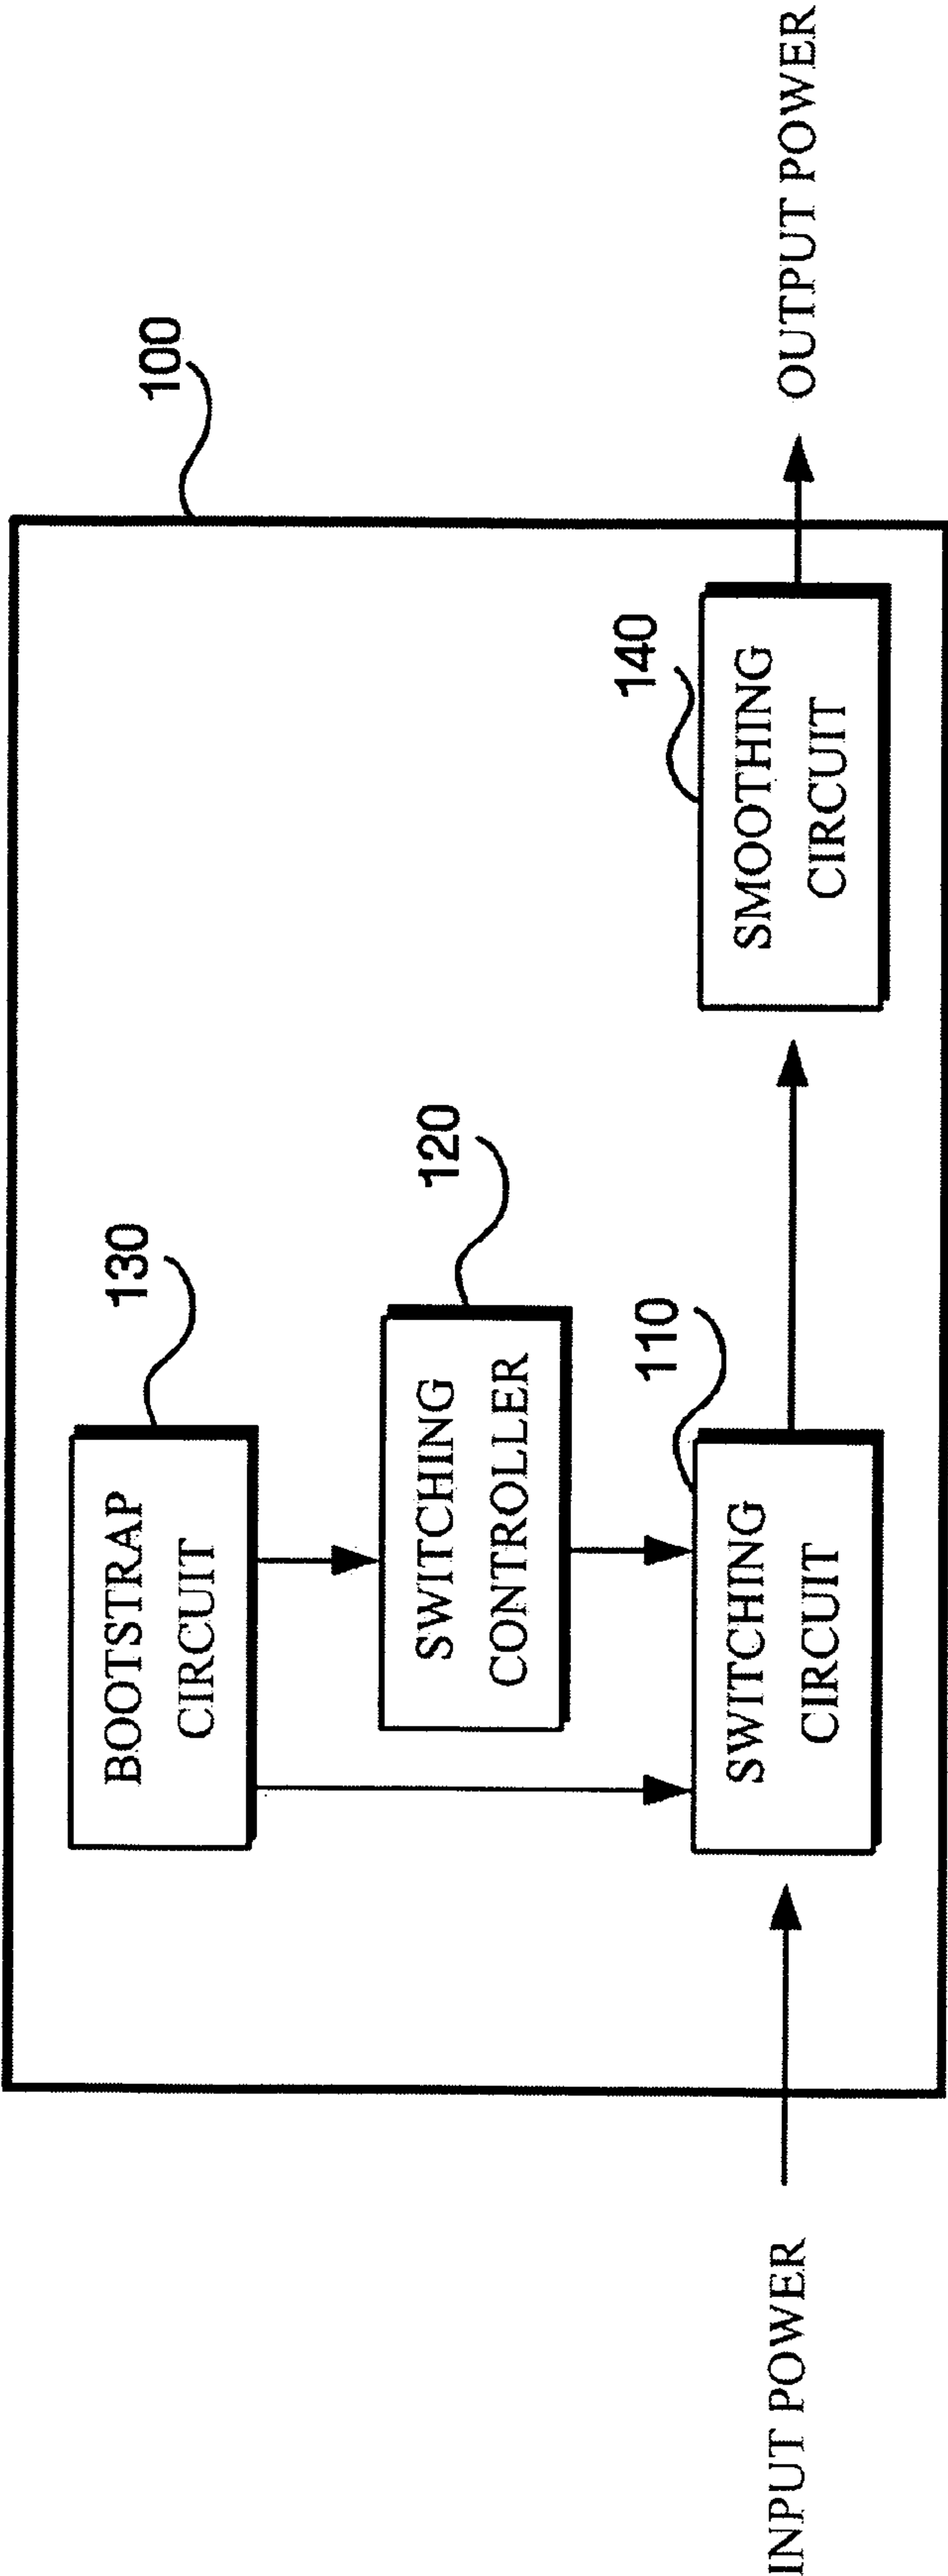 100
130
BOOTSTRAP
CIRCUIT
120
SWITCHING
CONTROLLER
110
140
INPUT POWER
SWITCHING
CIRCUIT
SMOOTHING
CIRCUIT
OUTPUT POWER